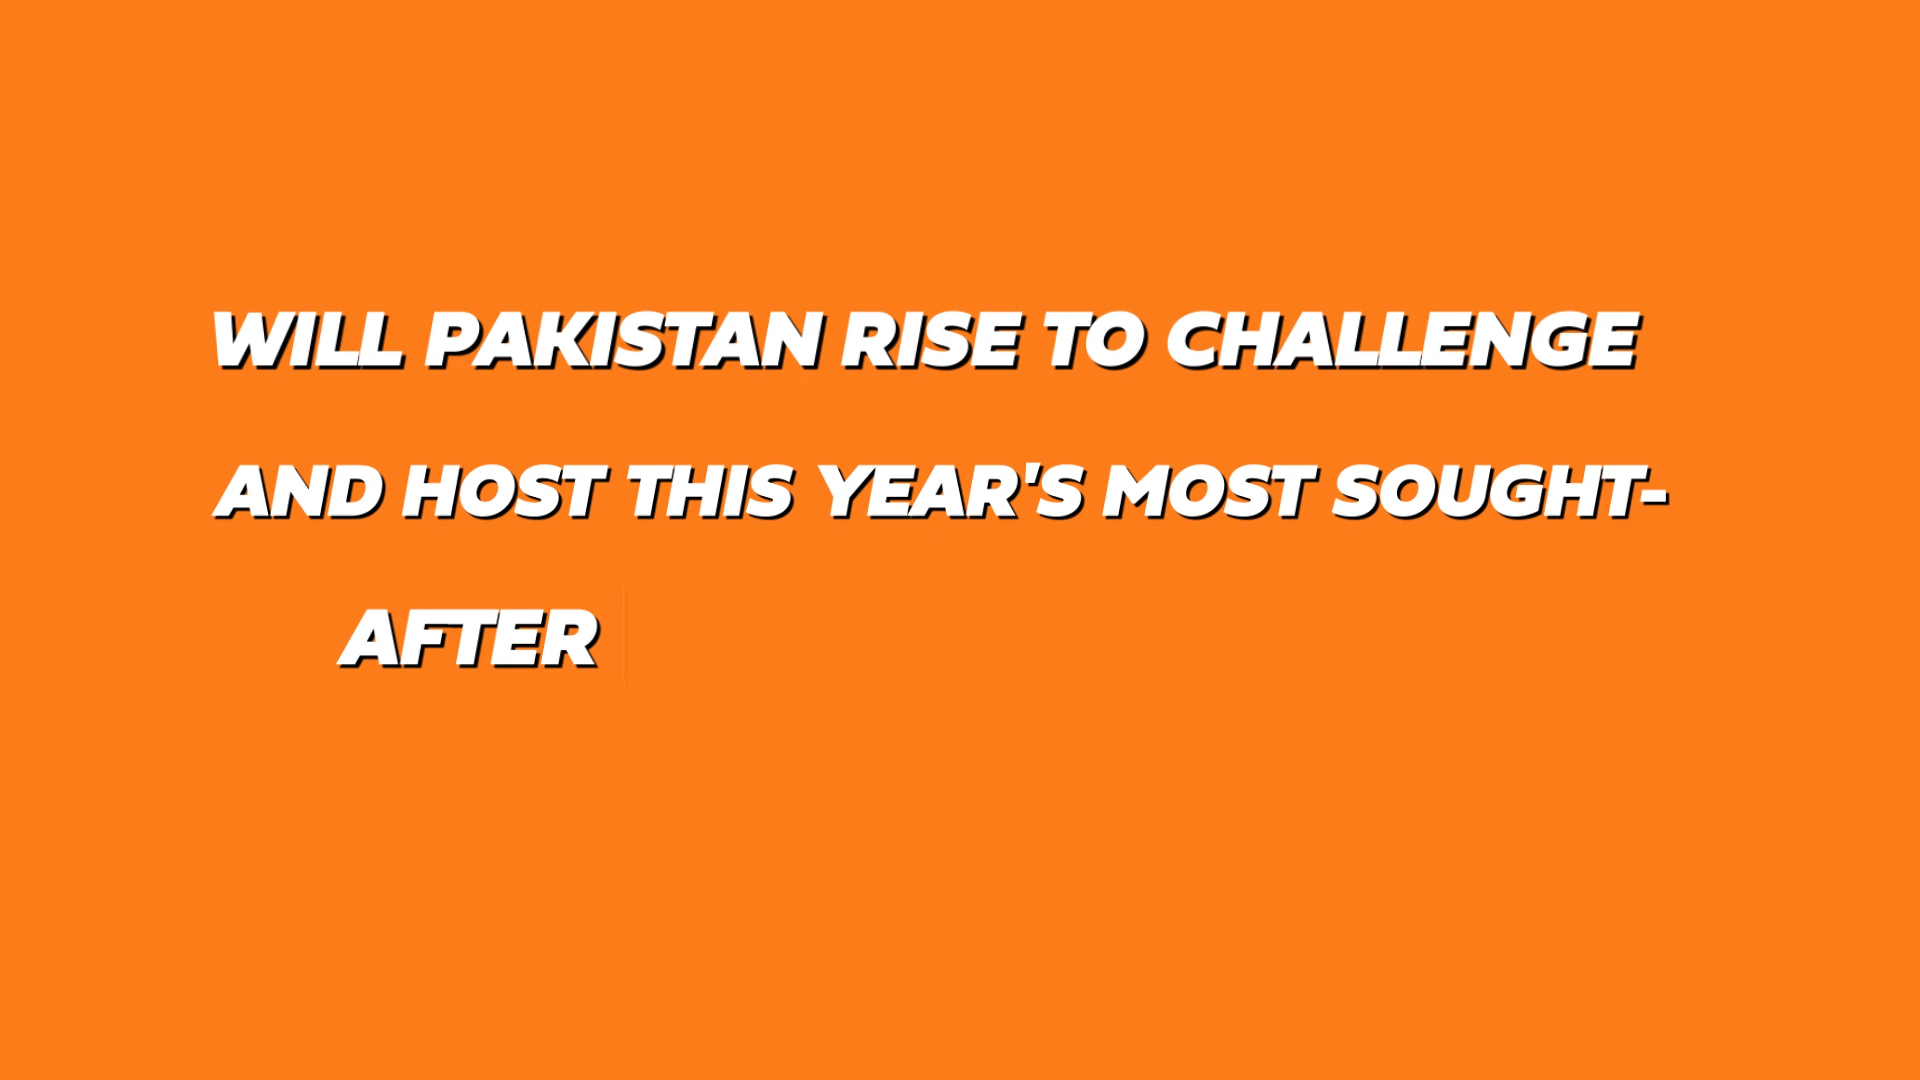 WILL PAKISTAN RISE TO CHALLENGE
AND HOST THIS YEAR'S MOST SOUGHT-
AFTER